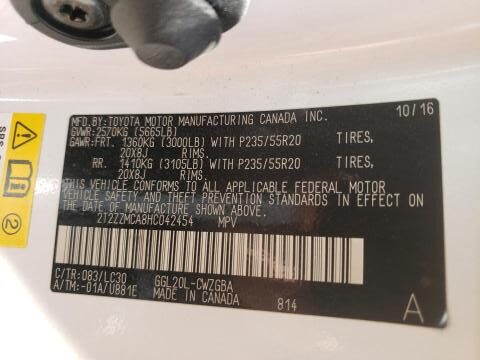 MFD.BY:TOYOTA MOTOR MANUFACTURING CANADA INC. 10/16
GVWR:2570KG (5665LB)
GAWR:FRT. 1360KG (3000LB) WITH P235/55R20 TIRES,
20X8J RIMS.
RR. 1410KG (3105LB) WITH P235/55R20 TIRES,
20X8J RIMS.
THIS VEHICLE CONFORMS TO ALL APPLICABLE FEDERAL MOTOR
VEHICLE SAFETY AND THEFT PREVENTION STANDARDS IN EFFECT ON
THE DATE OF MANUFACTURE SHOWN ABOVE.
2T2ZZMCA8HC042454 MPV
C/TR:083/LC30 GGL20L-CWZGBA
A/TM:-01A/U881E MADE IN CANADA 814 A
SRS
2